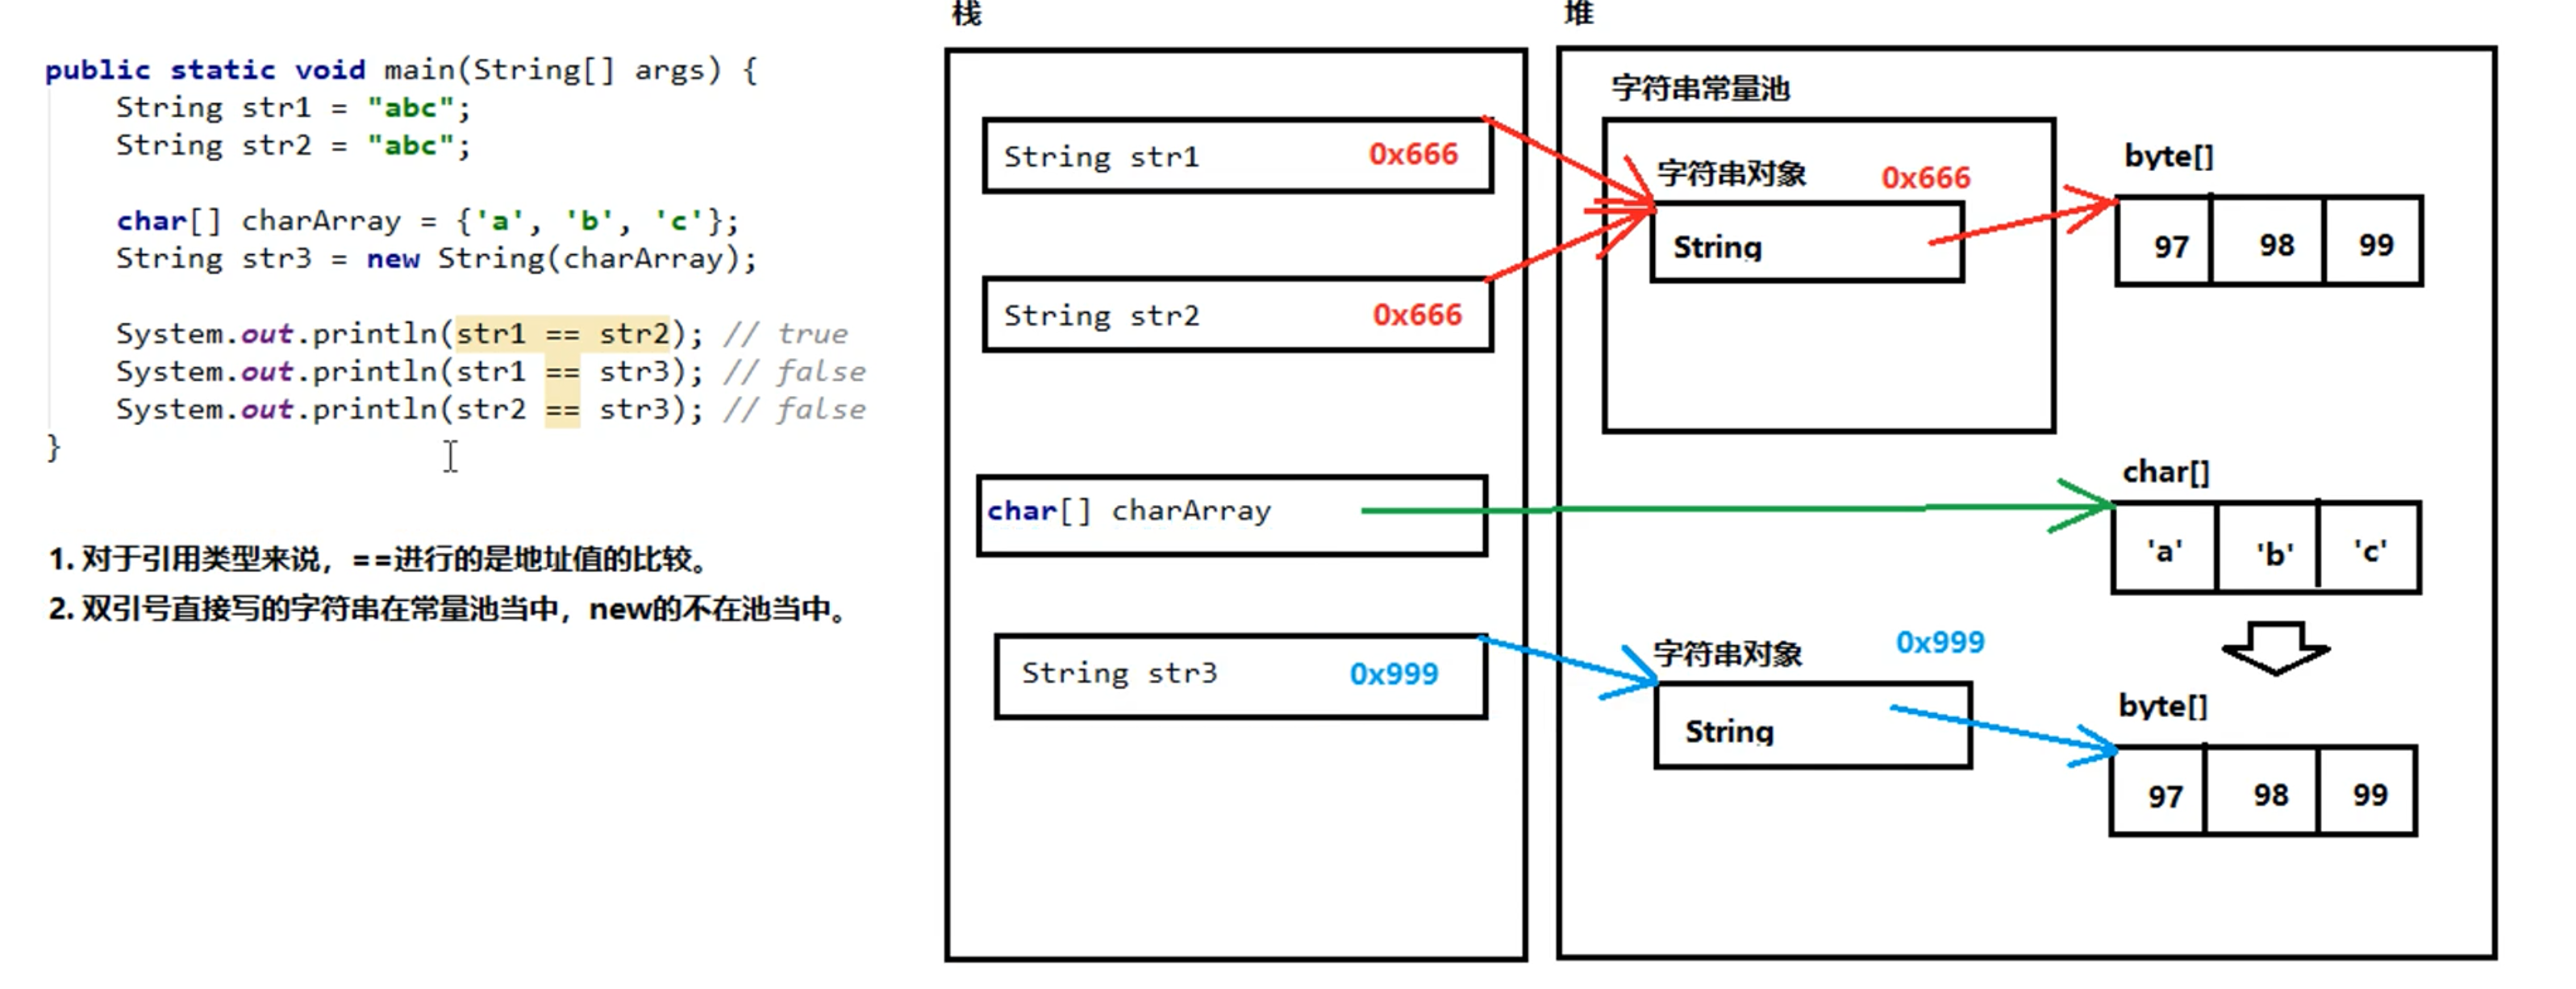 public static void main(String[] args) {
String str1 = "abc";
String str2 = "abc";
char[] charArray = {'a', 'b', 'c'};
String str3 = new String(charArray);
System.out.println(str1 == str2); // true
System.out.println(str1 == str3); // false
System.out.println(str2 == str3); // false
}
1. 对于引用类型来说，==进行的是地址值的比较。
2. 双引号直接写的字符串在常量池当中，new的不在池当中。
栈
String str1 0x666
String str2 0x666
char[] charArray
String str3 0x999
堆
字符串常量池
字符串对象 0x666
String
byte[]
97 98 99
char[]
'a' 'b' 'c'
字符串对象 0x999
String
byte[]
97 98 99